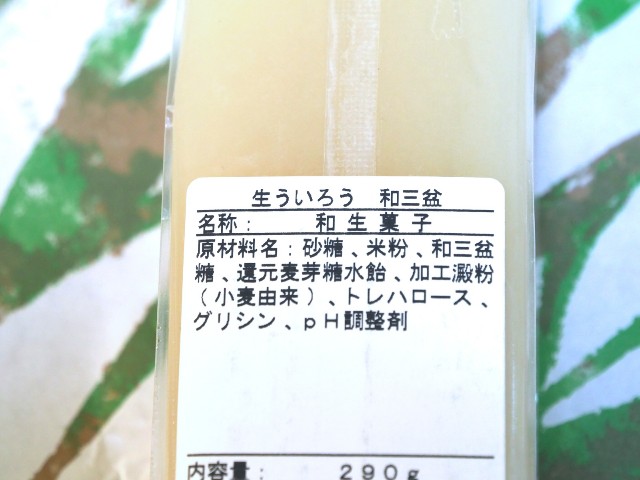 生ういろう 和三盆
名称: 和生菓子
原材料名:砂糖、米粉、和三盆
糖、還元麦芽糖水飴、加工澱粉
(小麦由来)、トレハロース、
グリシン、pH調整剤
内容量: 290g